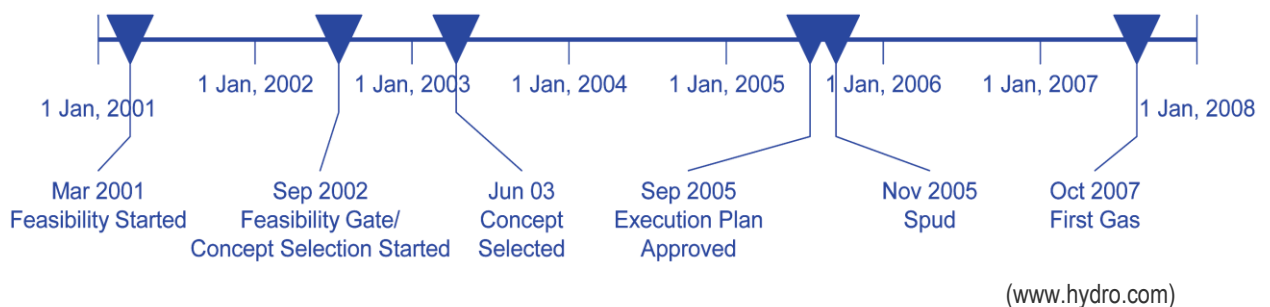 1 Jan, 2001
1 Jan, 2002
1 Jan, 2003
1 Jan, 2004
1 Jan, 2005
1 Jan, 2006
1 Jan, 2007
1 Jan, 2008
Mar 2001
Feasibility Started
Sep 2002
Feasibility Gate/
Concept Selection Started
Jun 03
Concept
Selected
Sep 2005
Execution Plan
Approved
Nov 2005
Spud
Oct 2007
First Gas
(www.hydro.com)